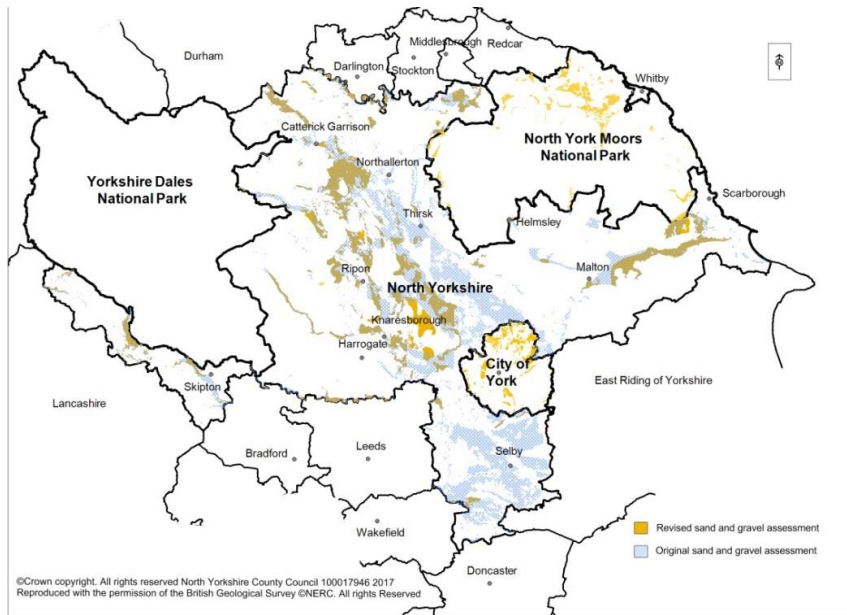 Durham
Middlesbrough
Redcar
Darlington
Stockton
Whitby
Catterick Garrison
North York Moors
National Park
Northallerton
Yorkshire Dales
National Park
Scarborough
Thirsk
Helmsley
Ripon
Malton
North Yorkshire
Knaresborough
Harrogate
City of
York
Skipton
East Riding of Yorkshire
Lancashire
Bradford
Leeds
Selby
Revised sand and gravel assessment
Wakefield
Original sand and gravel assessment
Doncaster
©Crown copyright. All rights reserved North Yorkshire County Council 100017946 2017
Reproduced with the permission of the British Geological Survey ©NERC. All rights Reserved